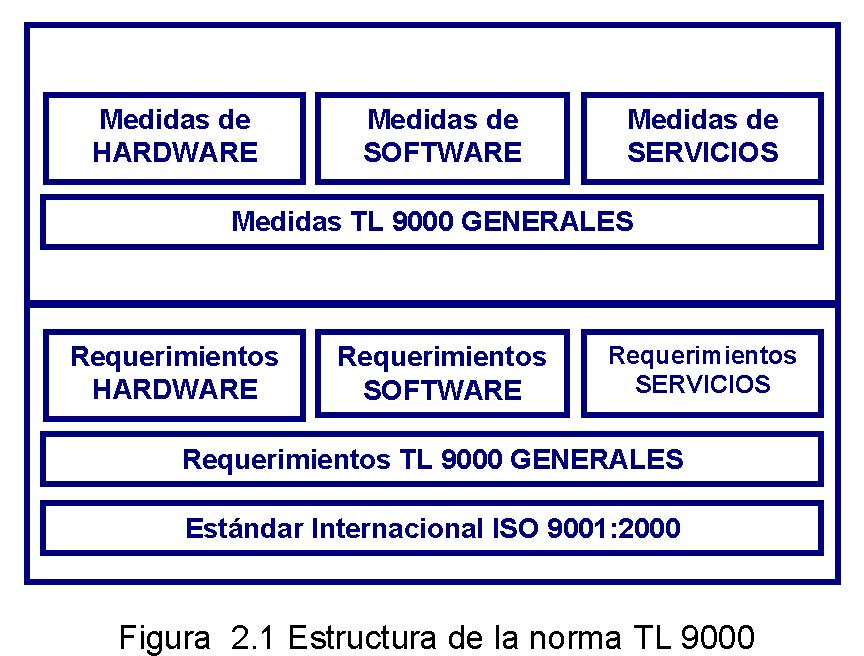 Medidas de
HARDWARE
Medidas de
SOFTWARE
Medidas de
SERVICIOS
Medidas TL 9000 GENERALES
Requerimientos
HARDWARE
Requerimientos
SOFTWARE
Requerimientos
SERVICIOS
Requerimientos TL 9000 GENERALES
Estándar Internacional ISO 9001:2000
Figura 2.1 Estructura de la norma TL 9000